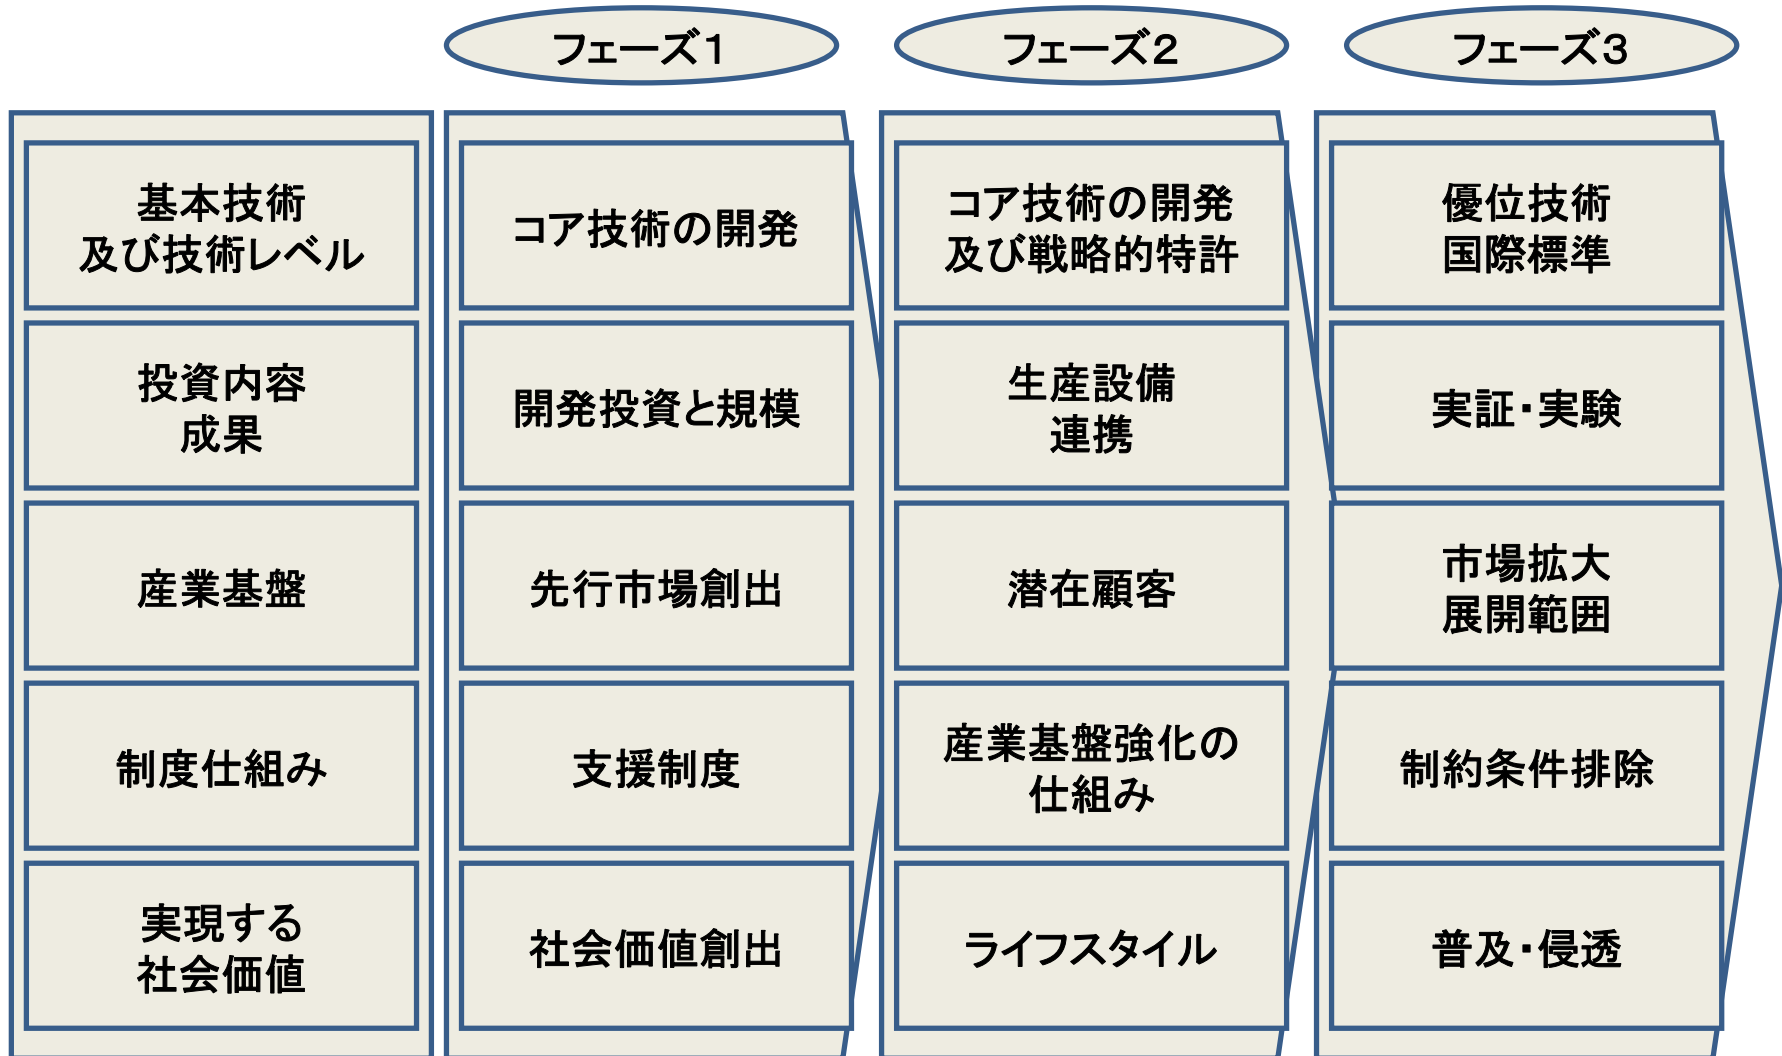 フェーズ1
フェーズ2
フェーズ3
基本技術
及び技術レベル
コア技術の開発
コア技術の開発
及び戦略的特許
優位技術
国際標準
投資内容
成果
開発投資と規模
生産設備
連携
実証・実験
産業基盤
先行市場創出
潜在顧客
市場拡大
展開範囲
制度仕組み
支援制度
産業基盤強化の
仕組み
制約条件排除
実現する
社会価値
社会価値創出
ライフスタイル
普及・侵透